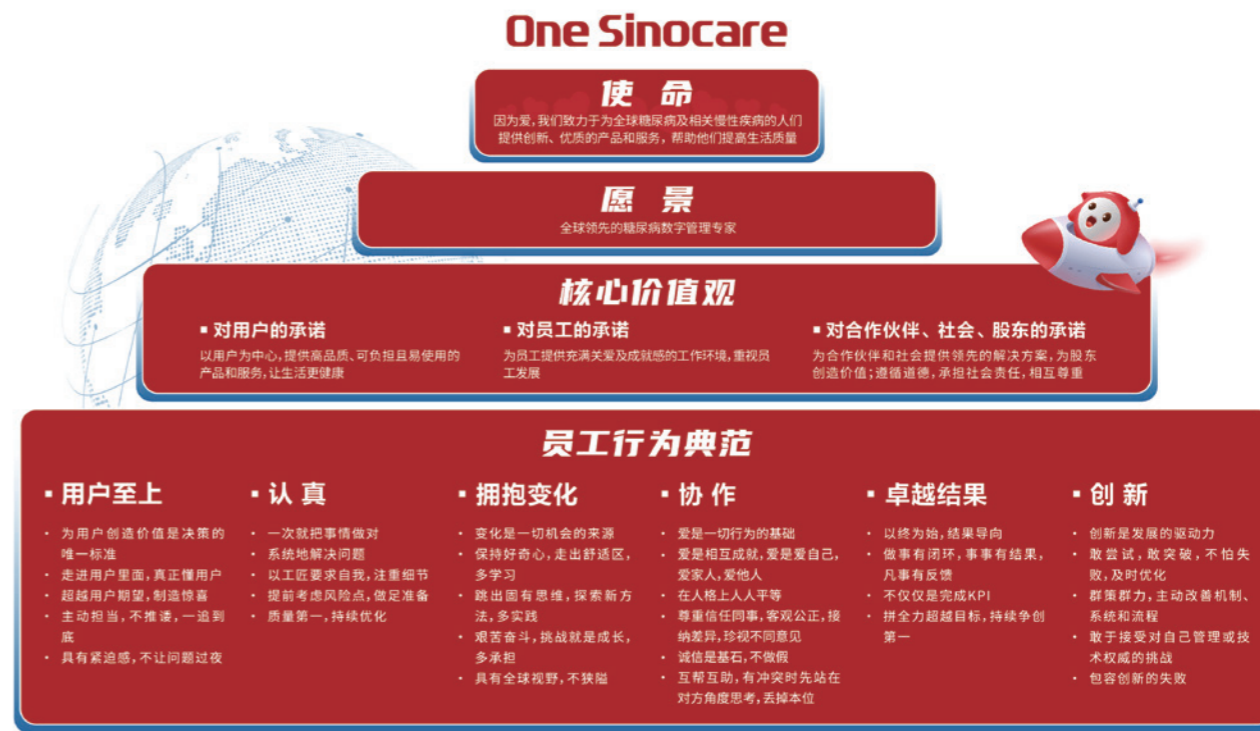 One Sinocare
使 命
因为爱,我们致力于为全球糖尿病及相关慢性疾病的人们
提供创新、优质的产品和服务，帮助他们提高生活质量
愿 景
全球领先的糖尿病数字管理专家
核心价值观
▪ 对用户的承诺
以用户为中心,提供高品质、可负担且易使用的
产品和服务,让生活更健康
▪ 对员工的承诺
为员工提供充满关爱及成就感的工作环境,重视员
工发展
▪ 对合作伙伴、社会、股东的承诺
为合作伙伴和社会提供领先的解决方案,为股东
创造价值;遵循道德,承担社会责任,相互尊重
员工行为典范
▪ 用户至上
• 为用户创造价值是决策的
唯一标准
• 走进用户里面,真正懂用户
• 超越用户期望,制造惊喜
• 主动担当,不推诿,一追到
底
• 具有紧迫感,不让问题过夜
▪ 认 真
• 一次就把事情做对
• 系统地解决问题
• 以工匠要求自我,注重细节
• 提前考虑风险点,做足准备
• 质量第一,持续优化
▪ 拥抱变化
• 变化是一切机会的来源
• 保持好奇心,走出舒适区,
多学习
• 跳出固有思维,探索新方
法,多实践
• 艰苦奋斗,挑战就是成长,
多承担
• 具有全球视野,不狭隘
▪ 协 作
• 爱是一切行为的基础
• 爱是相互成就,爱是爱自己,
爱家人,爱他人
• 在人格上人人平等
• 尊重信任同事,客观公正,接
纳差异,珍视不同意见
• 诚信是基石,不做假
• 互帮互助,有冲突时先站在
对方角度思考,丢掉本位
▪ 卓越结果
• 以终为始,结果导向
• 做事有闭环,事事有结果,
凡事有反馈
• 不仅仅是完成KPI
• 拼全力超越目标,持续争创
第一
▪ 创 新
• 创新是发展的驱动力
• 敢尝试,敢突破,不怕失
败,及时优化
• 群策群力,主动改善机制、
系统和流程
• 敢于接受对自己管理或技
术权威的挑战
• 包容创新的失败